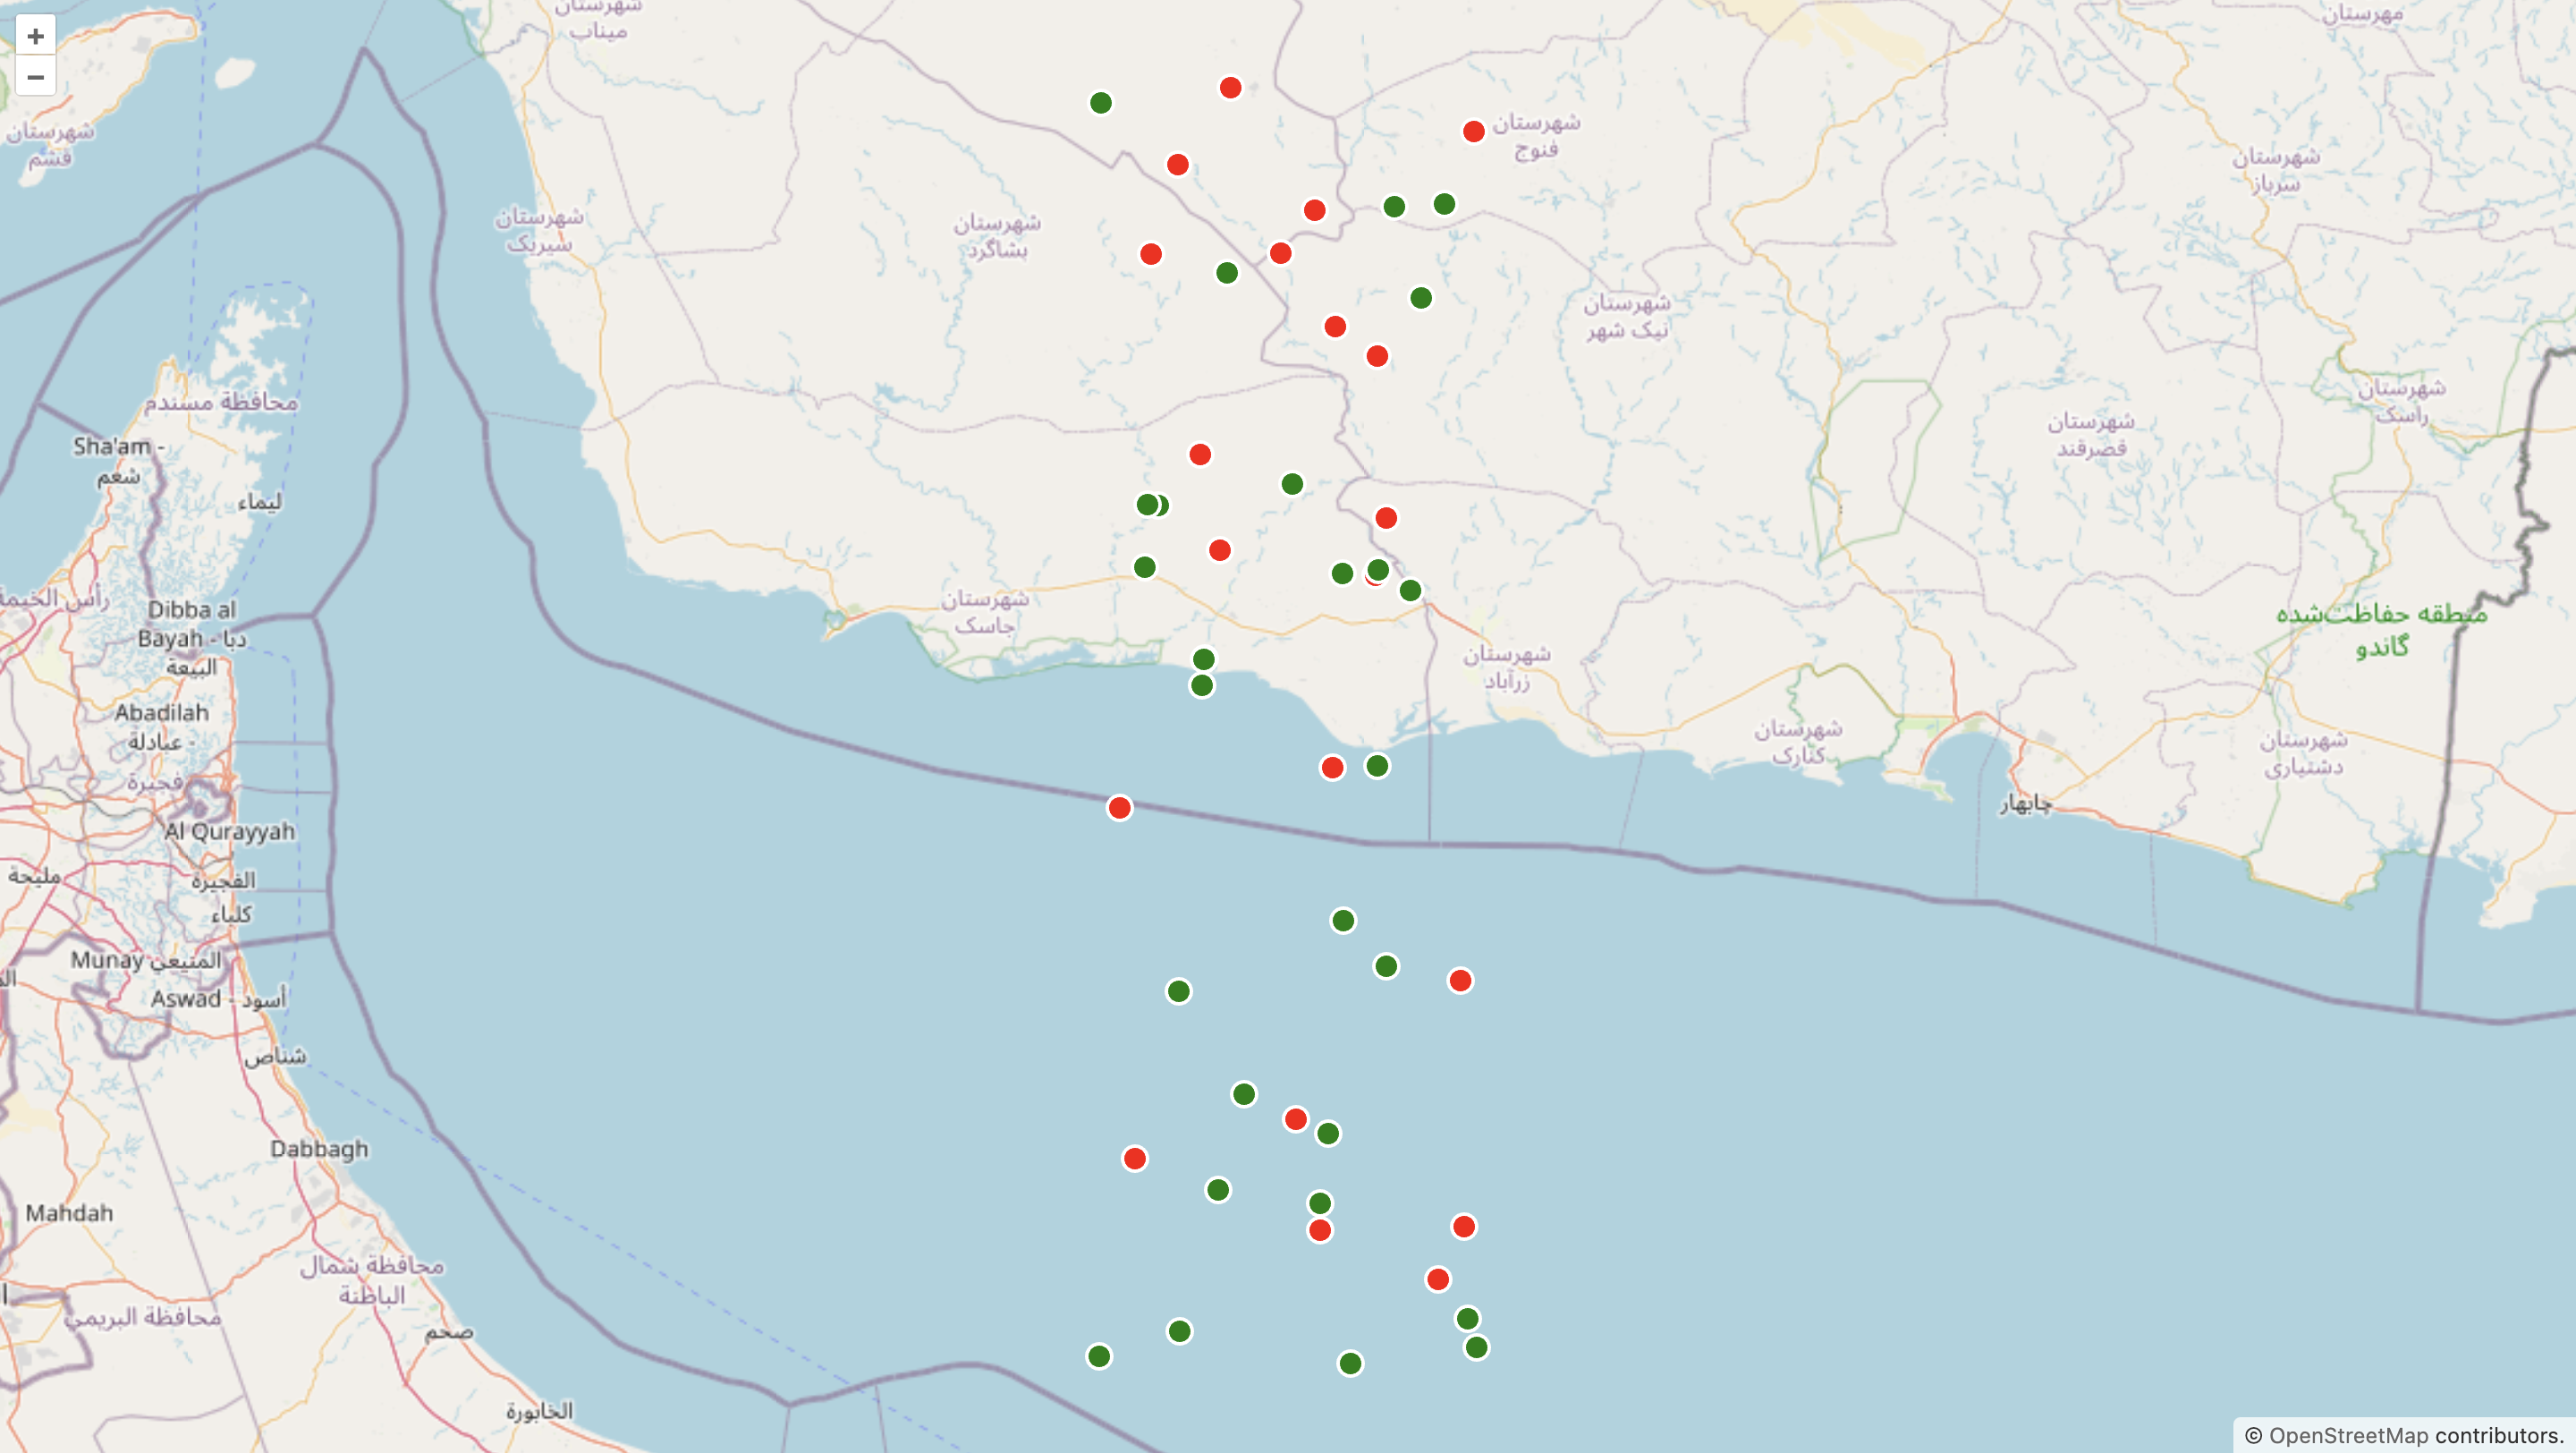 +
−
شهرستان
میناب
مهرستان
شهرستان
قشم
شهرستان
فنوج
شهرستان
سرباز
شهرستان
سیریک
شهرستان
بشاگرد
شهرستان
نیک شهر
محافظة مسندم
شهرستان
راسک
شهرستان
قصرقند
Sha'am -
شعم
ليماء
رأس الخيمة
Dibba al
Bayah - دبا
البيعة
شهرستان
جاسک
منطقه حفاظت‌شده
گاندو
شهرستان
زرآباد
Abadilah
- عبادلة
شهرستان
کنارک
شهرستان
دشتیاری
فجيرة
چابهار
Al Qurayyah
مليحة
الفجيرة
كلباء
Munay المنيعي
Aswad - أسود
شناص
Dabbagh
Mahdah
محافظة شمال
الباطنة
محافظة البريمي
صحم
الخابورة
© OpenStreetMap contributors.